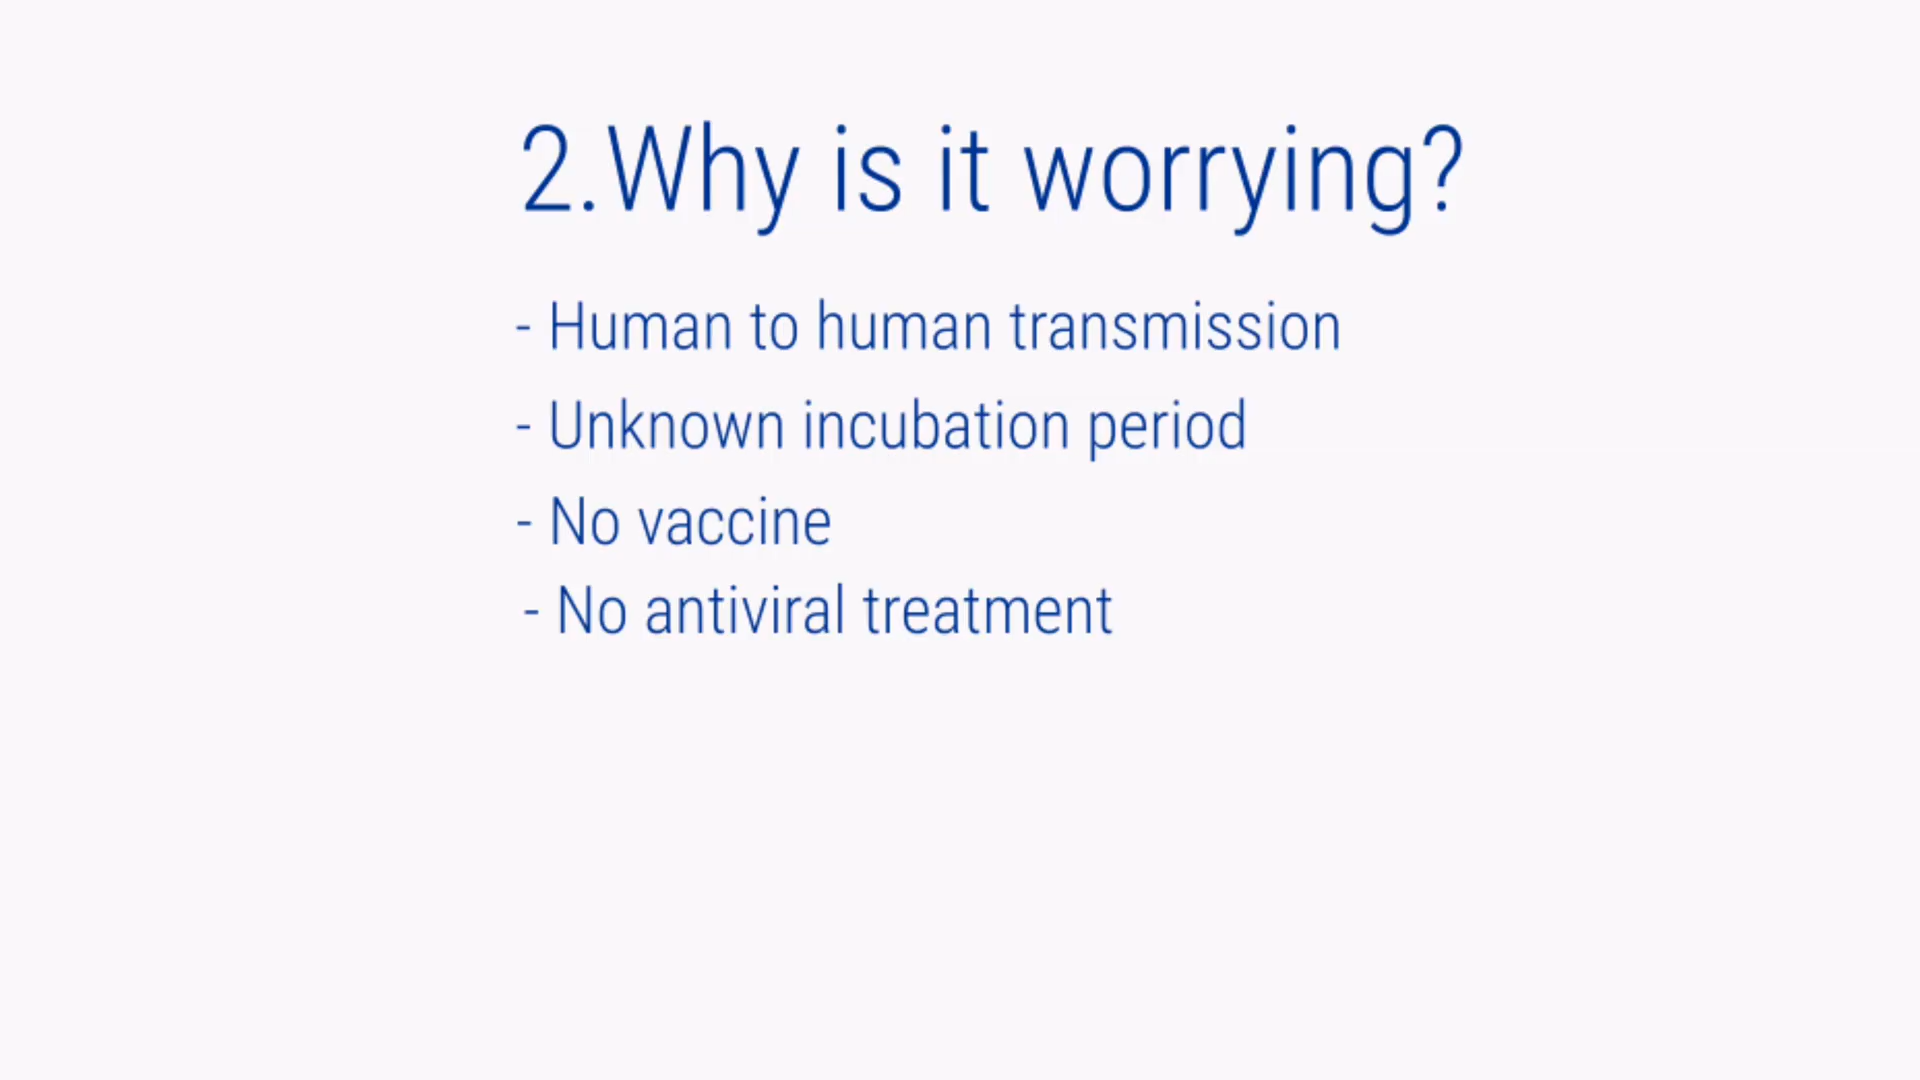 2.Why is it worrying?
- Human to human transmission
- Unknown incubation period
- No vaccine
- No antiviral treatment